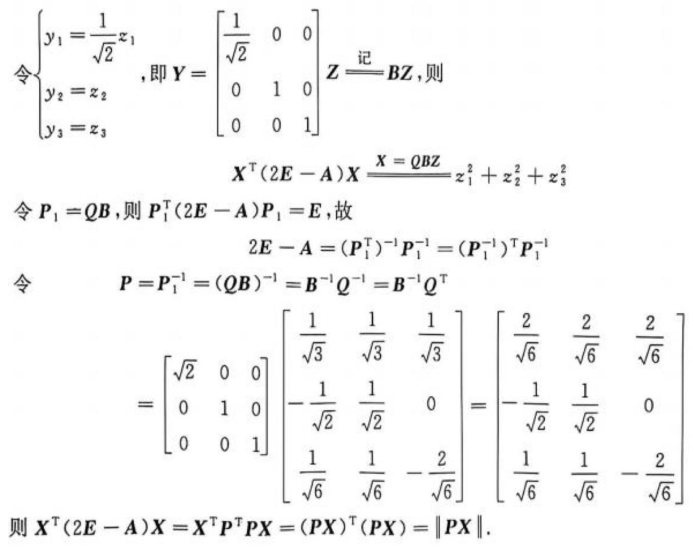 令{y₁ = 1/√2 z₁, y₂ = z₂, y₃ = z₃ ,即 Y = [1/√2 0 0; 0 1 0; 0 0 1] Z ═记═ BZ,则
Xᵀ(2E − A)X ═X = QBZ═ z₁² + z₂² + z₃²
令 P₁ = QB,则 P₁ᵀ(2E − A)P₁ = E,故
2E − A = (P₁ᵀ)⁻¹P₁⁻¹ = (P₁⁻¹)ᵀP₁⁻¹
令 P = P₁⁻¹ = (QB)⁻¹ = B⁻¹Q⁻¹ = B⁻¹Qᵀ
= [√2 0 0; 0 1 0; 0 0 1] [1/√3 1/√3 1/√3; −1/√2 1/√2 0; 1/√6 1/√6 −2/√6] = [2/√6 2/√6 2/√6; −1/√2 1/√2 0; 1/√6 1/√6 −2/√6]
则 Xᵀ(2E − A)X = XᵀPᵀPX = (PX)ᵀ(PX) = ‖PX‖.